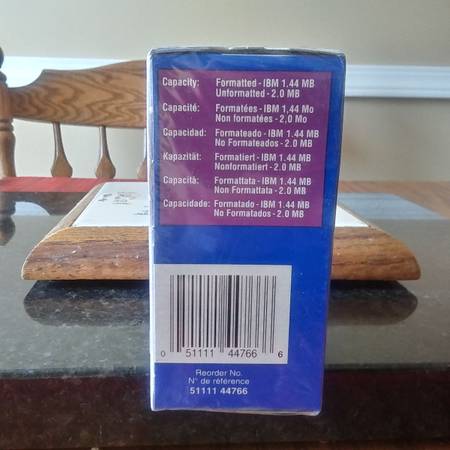 Capacity: Formatted - IBM 1.44 MB
Unformatted - 2.0 MB
Capacité: Formatées - IBM 1,44 Mo
Non formatées - 2,0 Mo
Capacidad: Formateado - IBM 1.44 MB
No Formateados - 2.0 MB
Kapazität: Formatiert - IBM 1.44 MB
Nonformatiert - 2.0 MB
Capacità: Formattata - IBM 1.44 MB
Non Formattata - 2.0 MB
Capacidade: Formatado - IBM 1.44 MB
No Formatados - 2.0 MB
0 51111 44766 6
Reorder No.
N° de référence
51111 44766